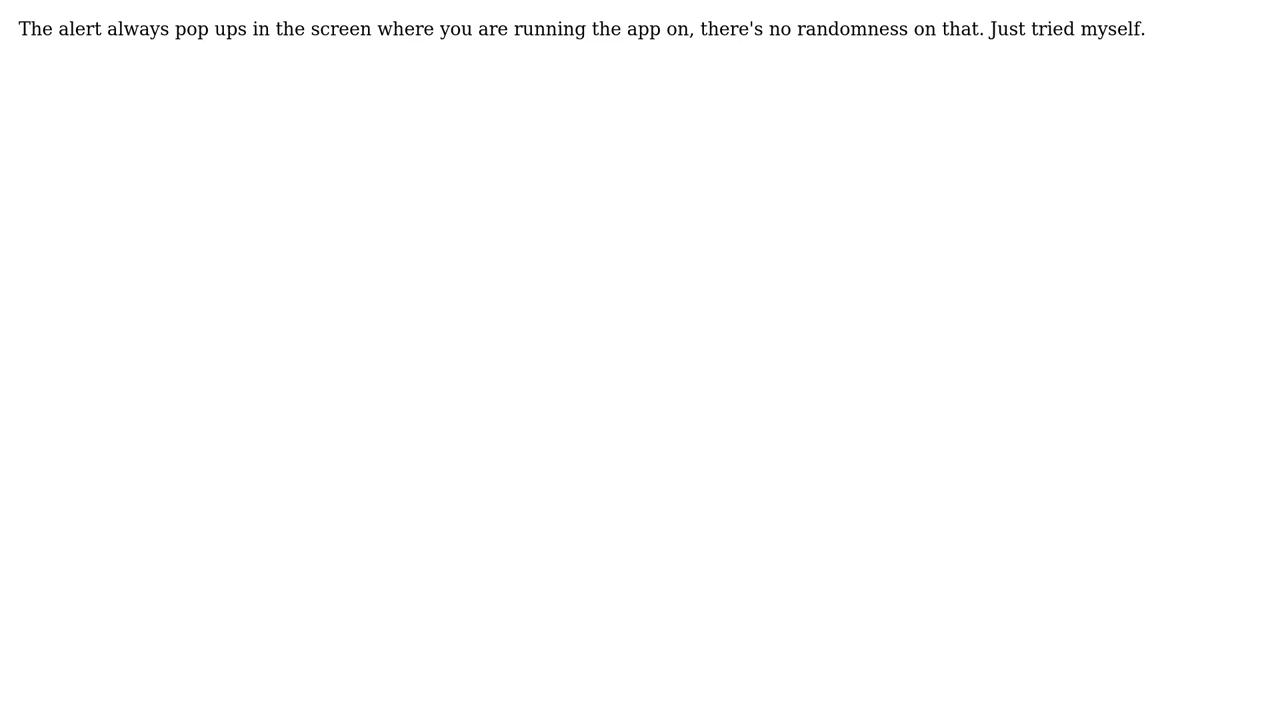 The alert always pop ups in the screen where you are running the app on, there's no randomness on that. Just tried myself.